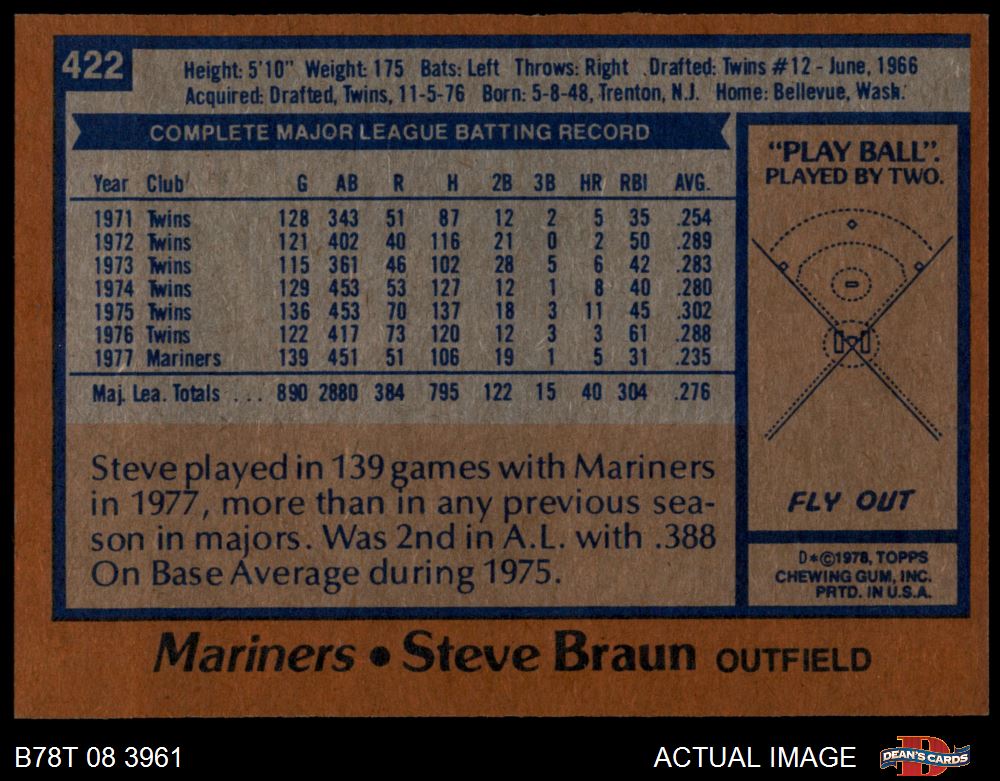 422
Height: 5'10" Weight: 175 Bats: Left Throws: Right Drafted: Twins #12 - June, 1966
Acquired: Drafted, Twins, 11-5-76 Born: 5-8-48, Trenton, N.J. Home: Bellevue, Wash.
COMPLETE MAJOR LEAGUE BATTING RECORD
Year Club G AB R H 2B 3B HR RBI AVG.
1971 Twins 128 343 51 87 12 2 5 35 .254
1972 Twins 121 402 40 116 21 0 2 50 .289
1973 Twins 115 361 46 102 28 5 6 42 .283
1974 Twins 129 453 53 127 12 1 8 40 .280
1975 Twins 136 453 70 137 18 3 11 45 .302
1976 Twins 122 417 73 120 12 3 3 61 .288
1977 Mariners 139 451 51 106 19 1 5 31 .235
Maj. Lea. Totals . . . 890 2880 384 795 122 15 40 304 .276
Steve played in 139 games with Mariners
in 1977, more than in any previous sea-
son in majors. Was 2nd in A.L. with .388
On Base Average during 1975.
"PLAY BALL".
PLAYED BY TWO.
FLY OUT
D*©1978, TOPPS
CHEWING GUM, INC.
PRTD. IN U.S.A.
Mariners • Steve Braun OUTFIELD
B78T 08 3961
ACTUAL IMAGE
DEAN'S CARDS